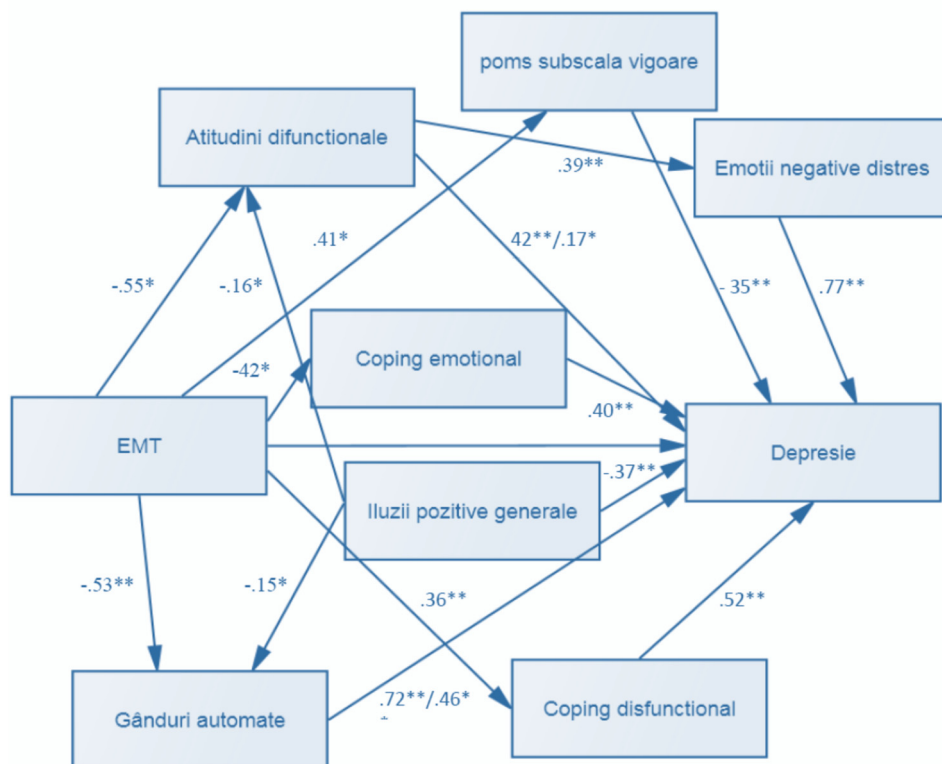 poms subscala vigoare
Atitudini difunctionale
Emotii negative distres
.39**
.41*
42**/.17*
-.55*
-.16*
- 35**
.77**
Coping emotional
-42*
.40**
EMT
Depresie
-.37**
Iluzii pozitive generale
-.53**
-.15*
.36**
.52**
.72**/.46*
*
Gânduri automate
Coping disfunctional